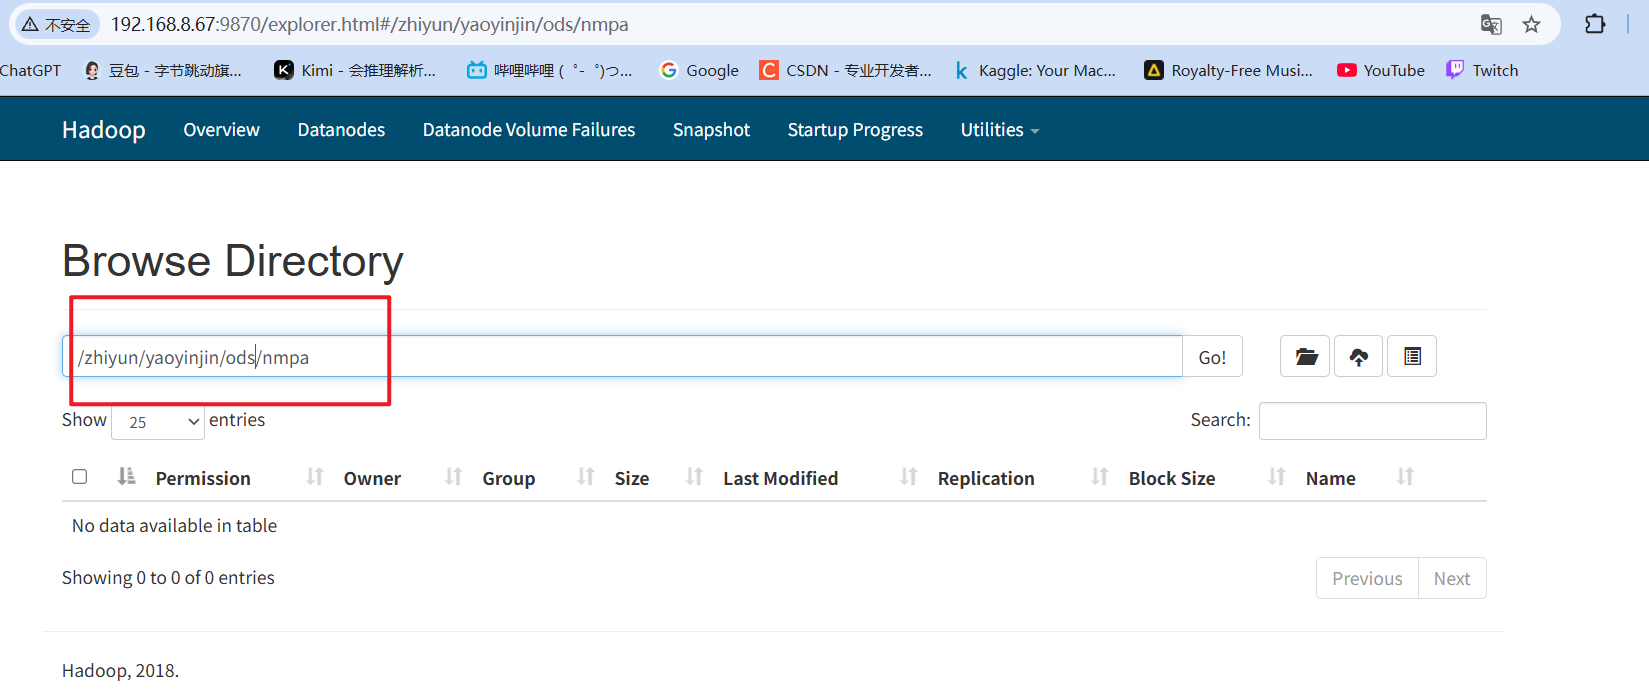 不安全 192.168.8.67:9870/explorer.html#/zhiyun/yaoyinjin/ods/nmpa
ChatGPT 豆包 - 字节跳动旗... Kimi - 会推理解析... 哔哩哔哩 ( ゜- ゜)つ... Google CSDN - 专业开发者... Kaggle: Your Mac... Royalty-Free Musi... YouTube Twitch
Hadoop Overview Datanodes Datanode Volume Failures Snapshot Startup Progress Utilities
Browse Directory
/zhiyun/yaoyinjin/ods/nmpa Go!
Show 25 entries Search:
Permission Owner Group Size Last Modified Replication Block Size Name
No data available in table
Showing 0 to 0 of 0 entries Previous Next
Hadoop, 2018.